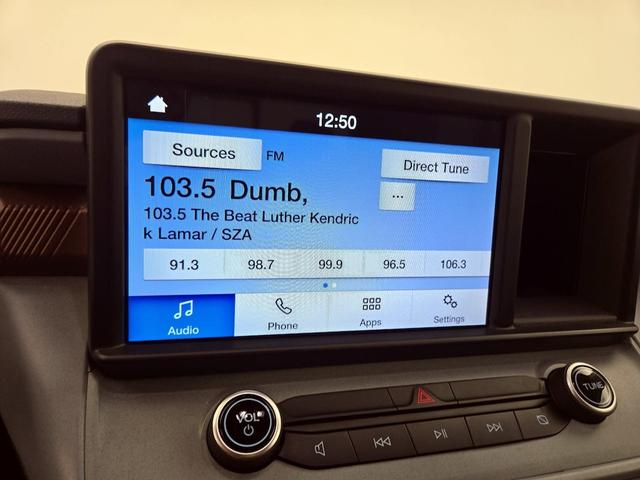 12:50
Sources FM Direct Tune
103.5 Dumb,
...
103.5 The Beat Luther Kendric
k Lamar / SZA
91.3 98.7 99.9 96.5 106.3
Audio Phone Apps Settings
VOL TUNE